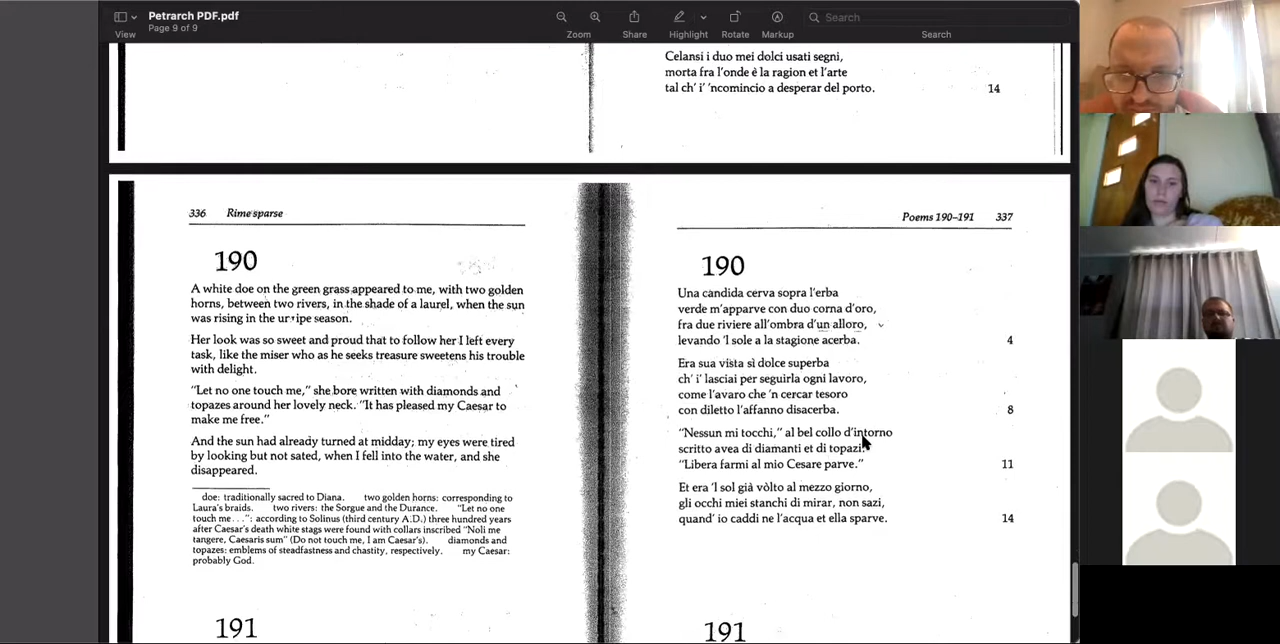 Petrarch PDF.pdf
Page 9 of 9
View
Zoom
Share
Highlight
Rotate
Markup
Search
Search
Celansi i duo mei dolci usati segni,
morta fra l'onde è la ragion et l'arte
tal ch' i' 'ncomincio a desperar del porto. 14
336 Rime sparse
190
A white doe on the green grass appeared to me, with two golden
horns, between two rivers, in the shade of a laurel, when the sun
was rising in the unripe season.
Her look was so sweet and proud that to follow her I left every
task, like the miser who as he seeks treasure sweetens his trouble
with delight.
"Let no one touch me," she bore written with diamonds and
topazes around her lovely neck. "It has pleased my Caesar to
make me free."
And the sun had already turned at midday; my eyes were tired
by looking but not sated, when I fell into the water, and she
disappeared.
doe: traditionally sacred to Diana. two golden horns: corresponding to
Laura's braids. two rivers: the Sorgue and the Durance. "Let no one
touch me . . .": according to Solinus (third century A.D.) three hundred years
after Caesar's death white stags were found with collars inscribed "Noli me
tangere, Caesaris sum" (Do not touch me, I am Caesar's). diamonds and
topazes: emblems of steadfastness and chastity, respectively. my Caesar:
probably God.
191
Poems 190–191 337
190
Una candida cerva sopra l'erba
verde m'apparve con duo corna d'oro,
fra due riviere all'ombra d'un alloro,
levando 'l sole a la stagione acerba. 4
Era sua vista sì dolce superba
ch' i' lasciai per seguirla ogni lavoro,
come l'avaro che 'n cercar tesoro
con diletto l'affanno disacerba. 8
"Nessun mi tocchi," al bel collo d'intorno
scritto avea di diamanti et di topazi.
"Libera farmi al mio Cesare parve." 11
Et era 'l sol già vòlto al mezzo giorno,
gli occhi miei stanchi di mirar, non sazi,
quand' io caddi ne l'acqua et ella sparve. 14
191